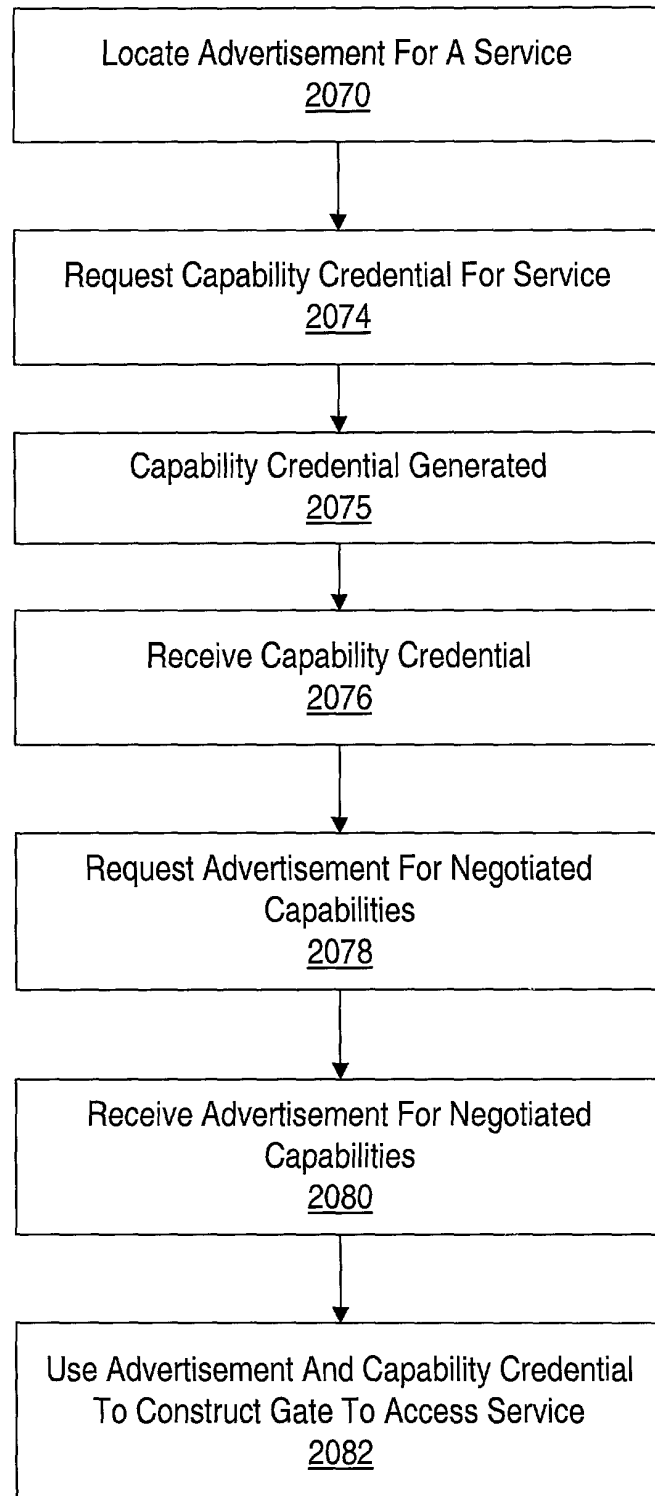 Locate Advertisement For A Service
2070
Request Capability Credential For Service
2074
Capability Credential Generated
2075
Receive Capability Credential
2076
Request Advertisement For Negotiated
Capabilities
2078
Receive Advertisement For Negotiated
Capabilities
2080
Use Advertisement And Capability Credential
To Construct Gate To Access Service
2082